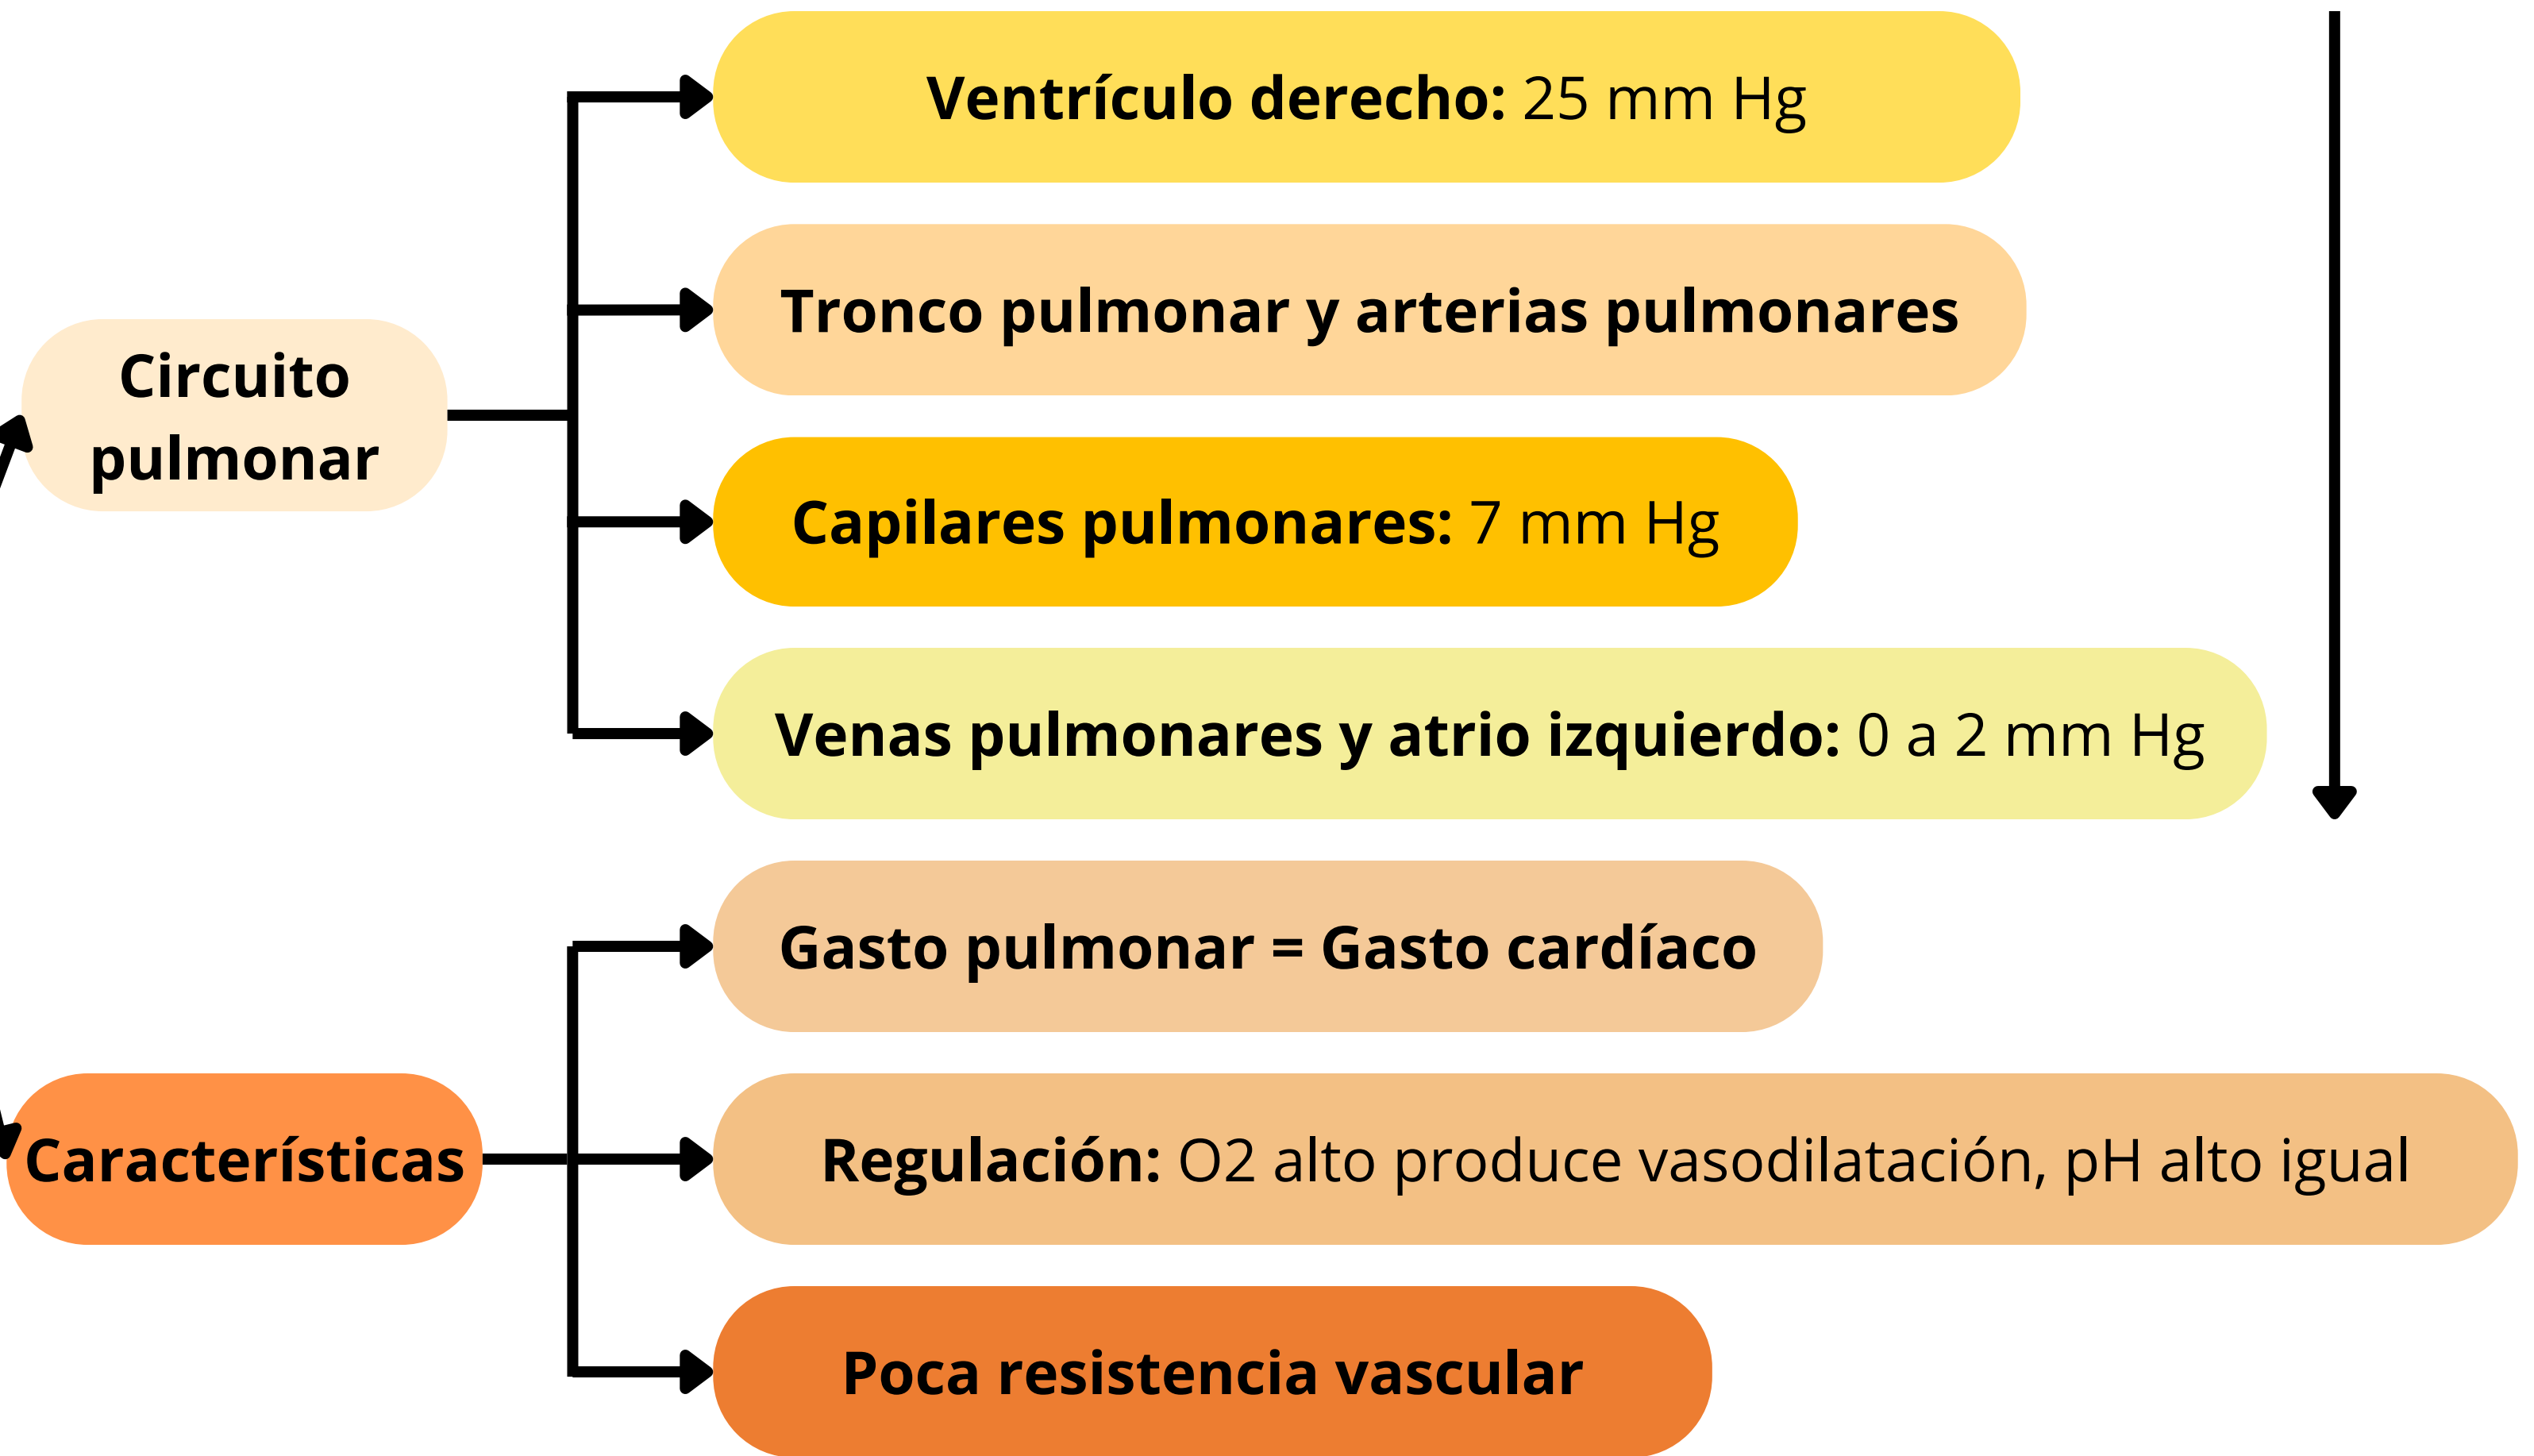 Ventrículo derecho: 25 mm Hg
Tronco pulmonar y arterias pulmonares
Circuito
pulmonar
Capilares pulmonares: 7 mm Hg
Venas pulmonares y atrio izquierdo: 0 a 2 mm Hg
Gasto pulmonar = Gasto cardíaco
Características
Regulación: O2 alto produce vasodilatación, pH alto igual
Poca resistencia vascular